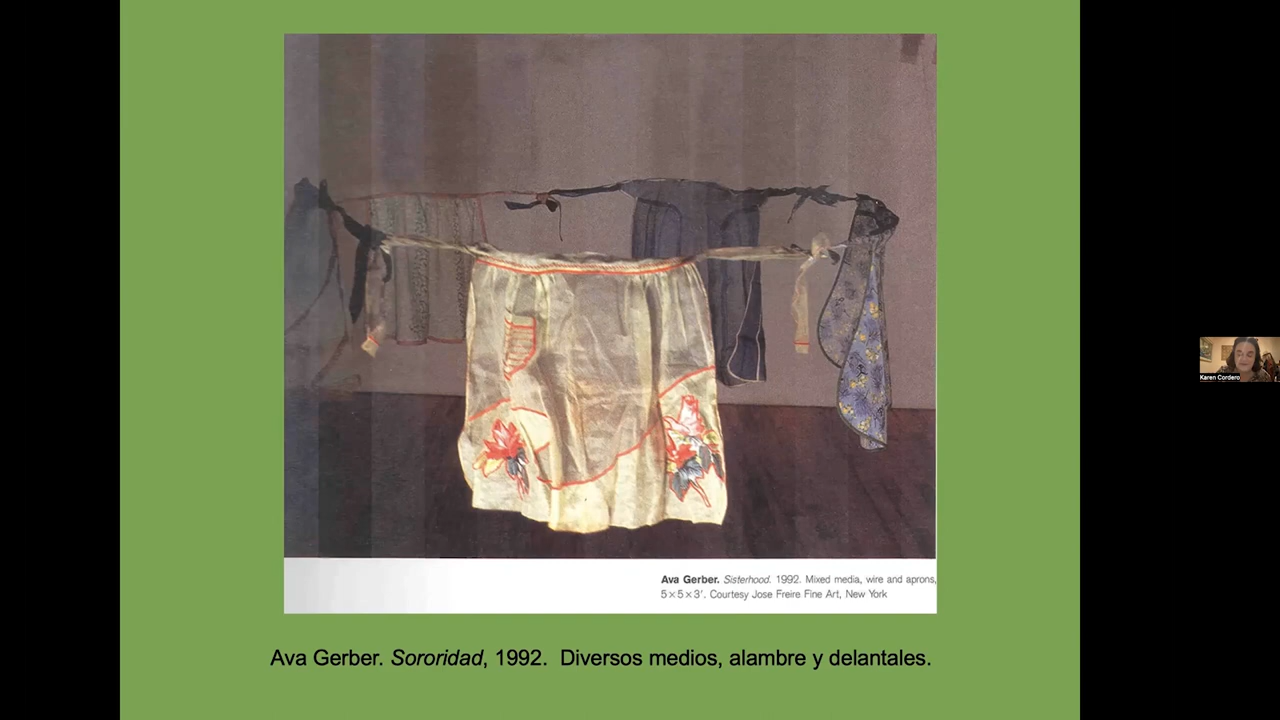 Ava Gerber. Sisterhood. 1992. Mixed media, wire and aprons,
5×5×3'. Courtesy Jose Freire Fine Art, New York
Ava Gerber. Sororidad, 1992. Diversos medios, alambre y delantales.
Karen Cordero